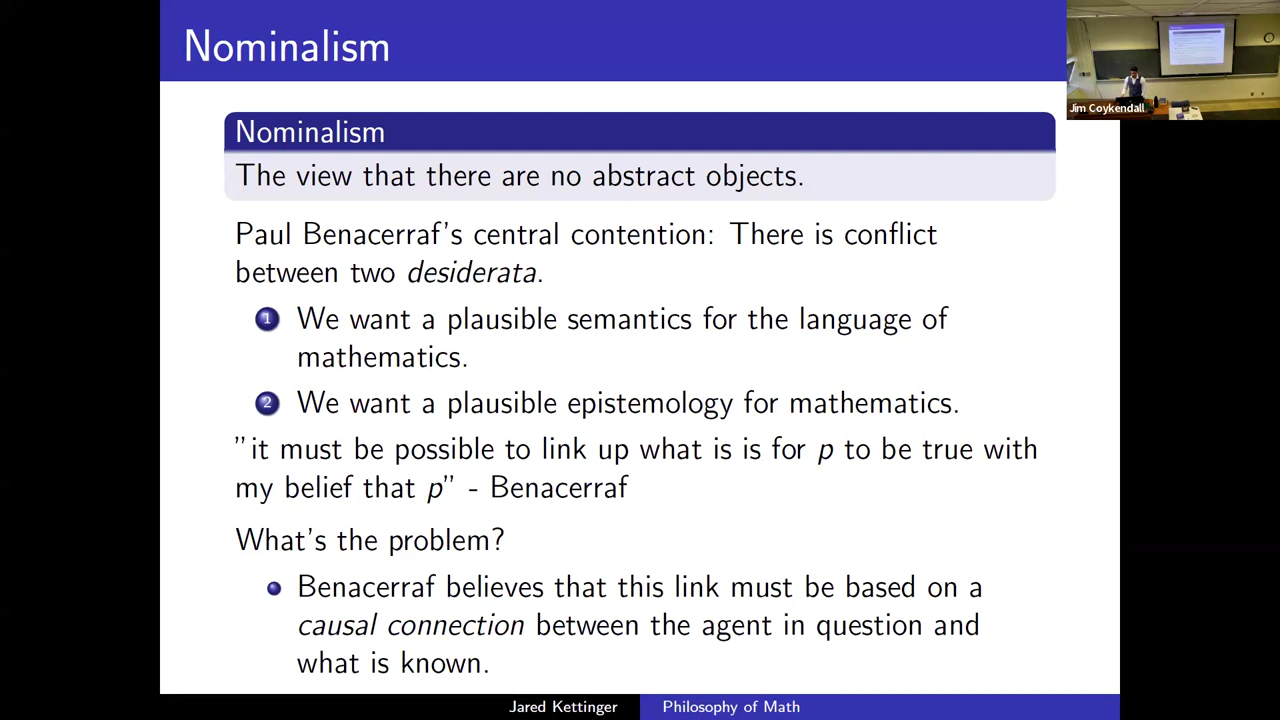 Nominalism
Jim Coykendall
Nominalism
The view that there are no abstract objects.
Paul Benacerraf's central contention: There is conflict
between two desiderata.
1 We want a plausible semantics for the language of
mathematics.
2 We want a plausible epistemology for mathematics.
”it must be possible to link up what is is for p to be true with
my belief that p” - Benacerraf
What's the problem?
Benacerraf believes that this link must be based on a
causal connection between the agent in question and
what is known.
Jared Kettinger
Philosophy of Math